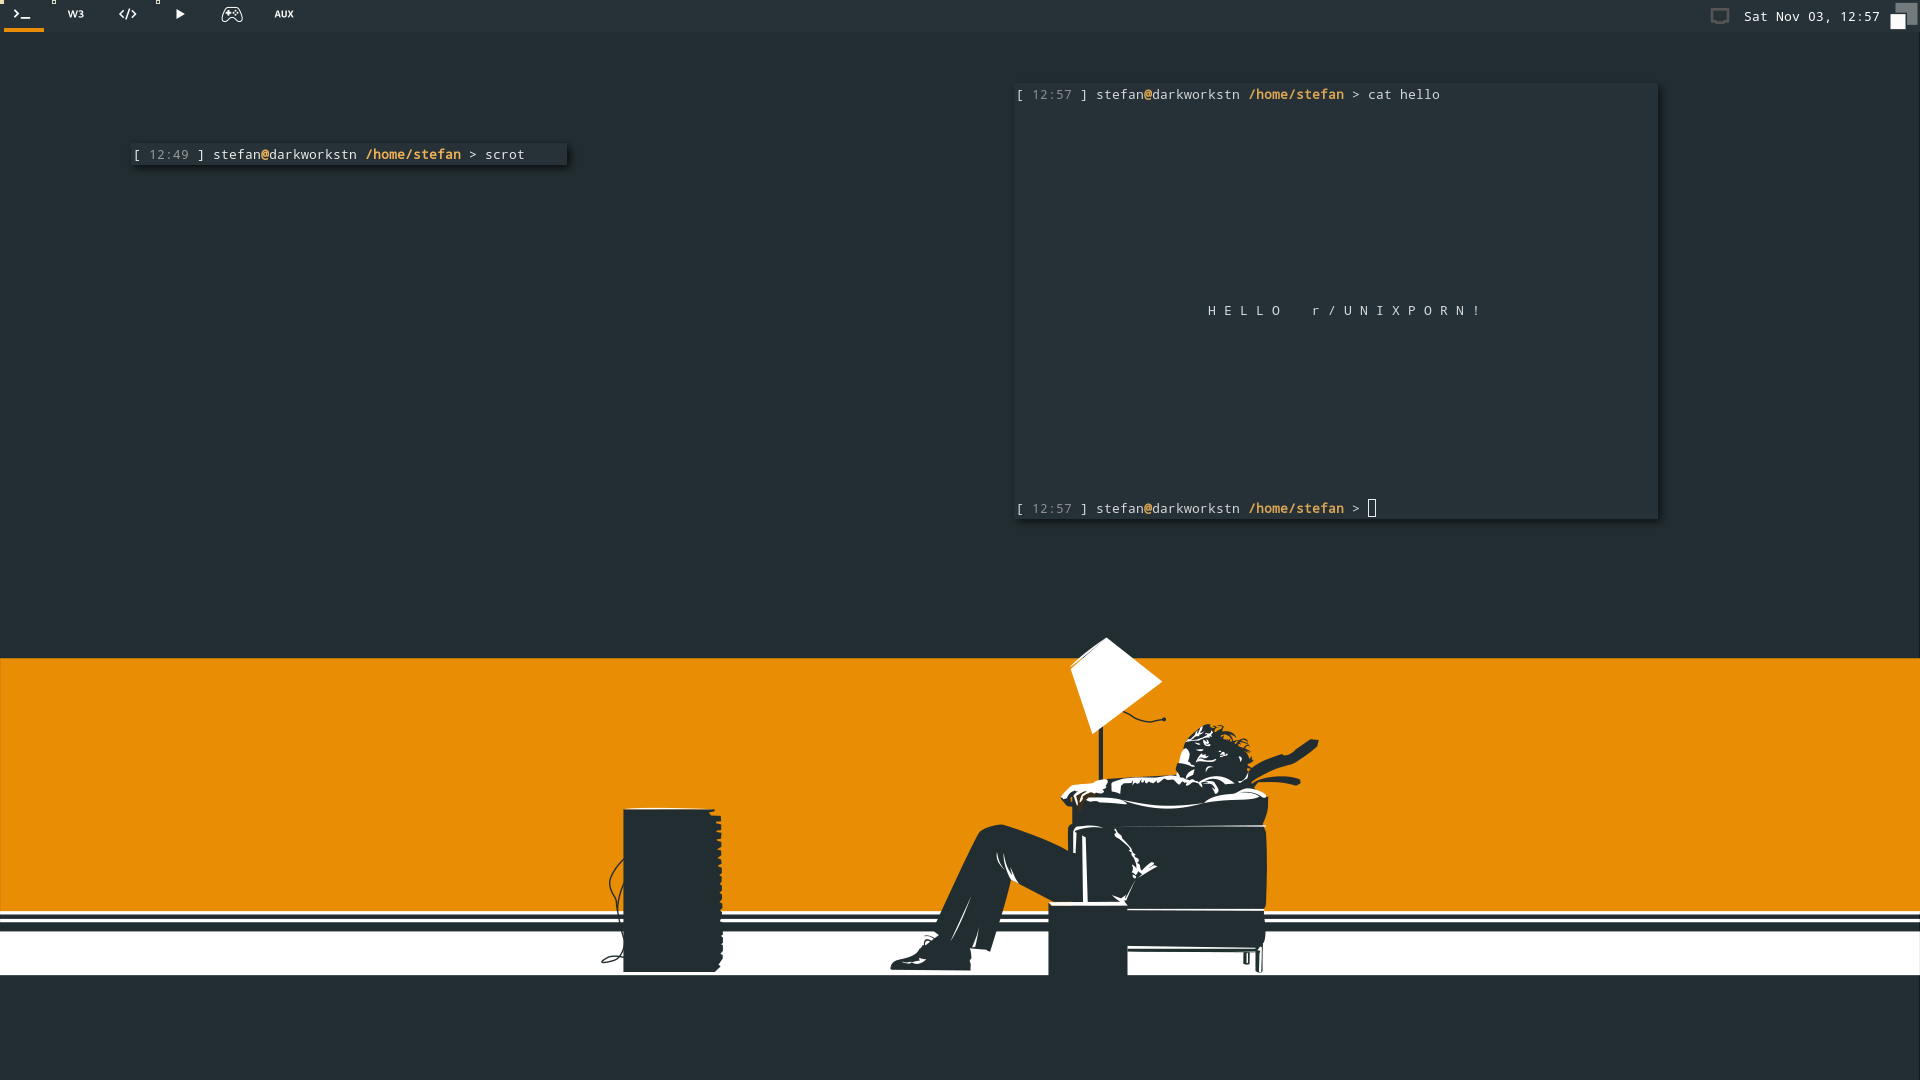 >_ W3 </> AUX Sat Nov 03, 12:57
[ 12:57 ] stefan@darkworkstn /home/stefan > cat hello
[ 12:49 ] stefan@darkworkstn /home/stefan > scrot
H E L L O   r / U N I X P O R N !
[ 12:57 ] stefan@darkworkstn /home/stefan >